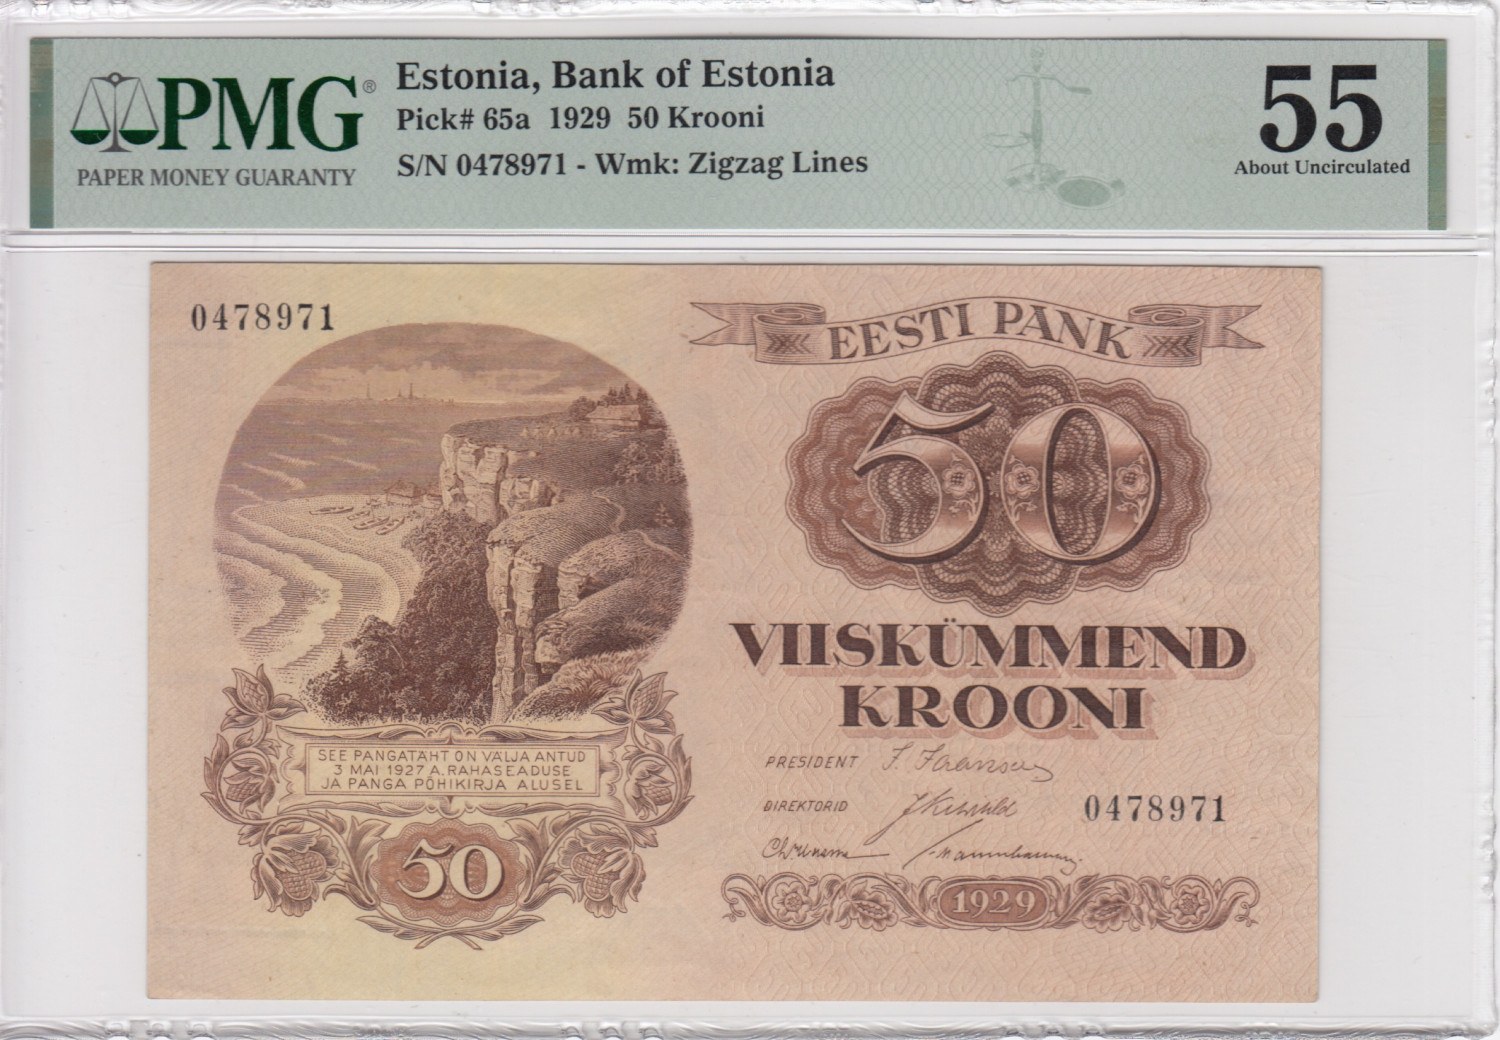 PMG®
PAPER MONEY GUARANTY
Estonia, Bank of Estonia
Pick# 65a 1929 50 Krooni
S/N 0478971 - Wmk: Zigzag Lines
55
About Uncirculated
0478971
EESTI PANK
50
VIISKÜMMEND
KROONI
SEE PANGATÄHT ON VÄLJA ANTUD
3 MAI 1927 A. RAHASEADUSE
JA PANGA PÕHIKIRJA ALUSEL
50
PRESIDENT
DIREKTORID
0478971
1929